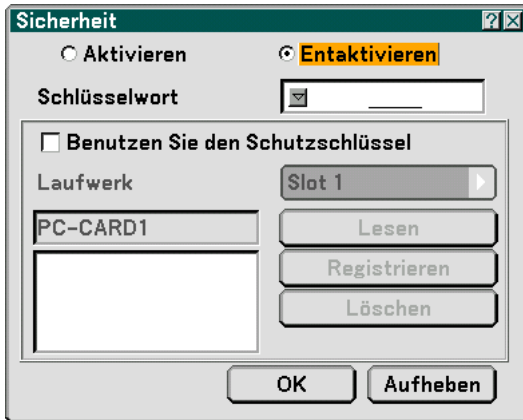 Sicherheit
Aktivieren Entaktivieren
Schlüsselwort
Benutzen Sie den Schutzschlüssel
Laufwerk Slot 1
PC-CARD1 Lesen
Registrieren
Löschen
OK Aufheben